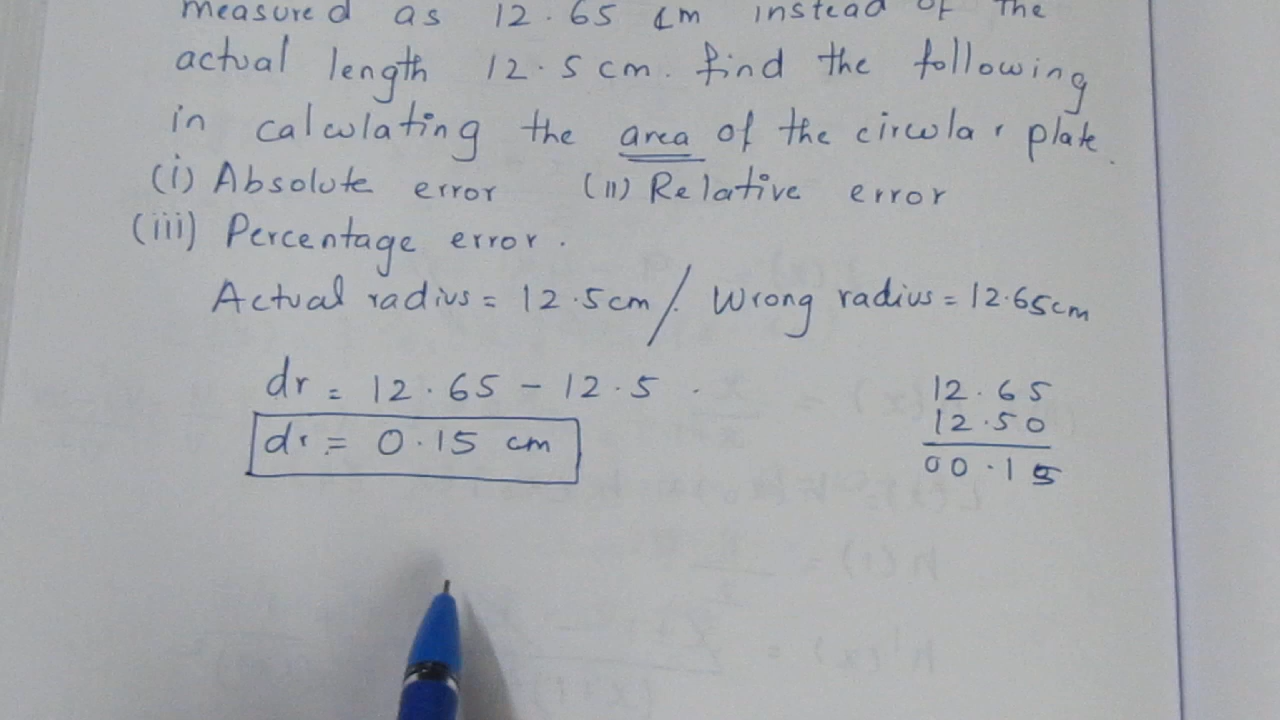 measured as 12.65 cm instead of the
actual length 12.5 cm. find the following
in calculating the area of the circular plate.
(i) Absolute error (ii) Relative error
(iii) Percentage error.
Actual radius = 12.5cm / Wrong radius = 12.65cm
dr = 12.65 - 12.5
12.65
12.50
dr = 0.15 cm
00.15